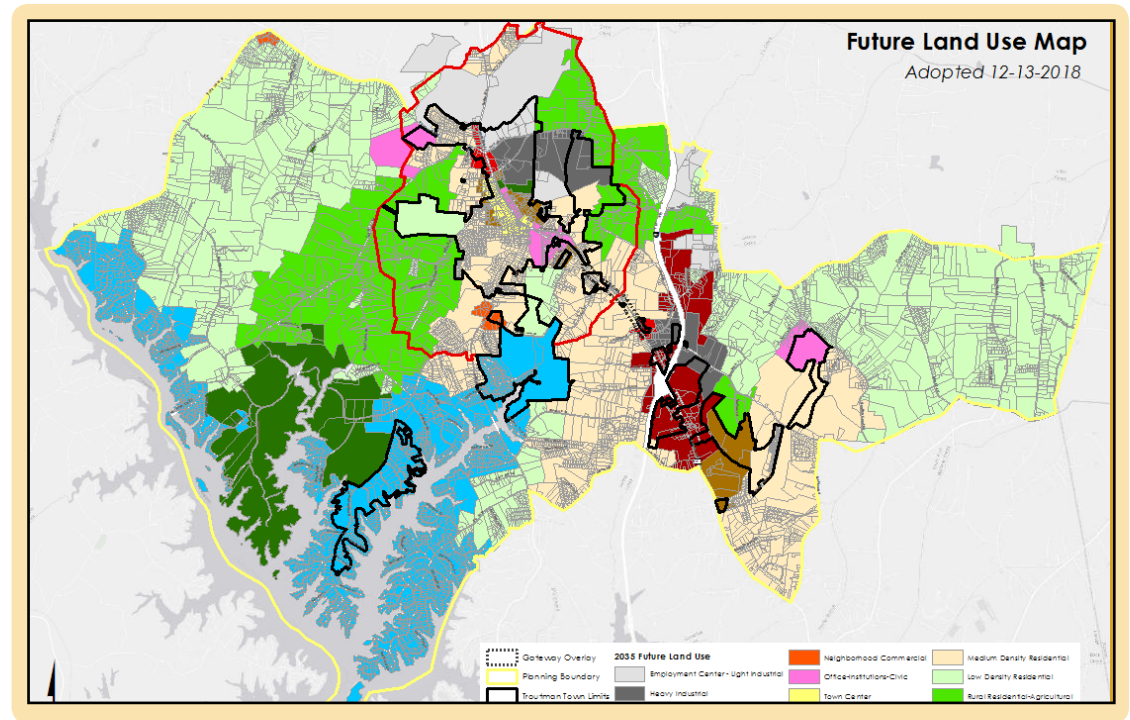 Future Land Use Map
Adopted 12-13-2018
Gateway Overlay
Planning Boundary
Troutman Town Limits
2035 Future Land Use
Employment Center - Light Industrial
Heavy Industrial
Neighborhood Commercial
Office-Institutions-Civic
Town Center
Medium Density Residential
Low Density Residential
Rural Residential-Agricultural